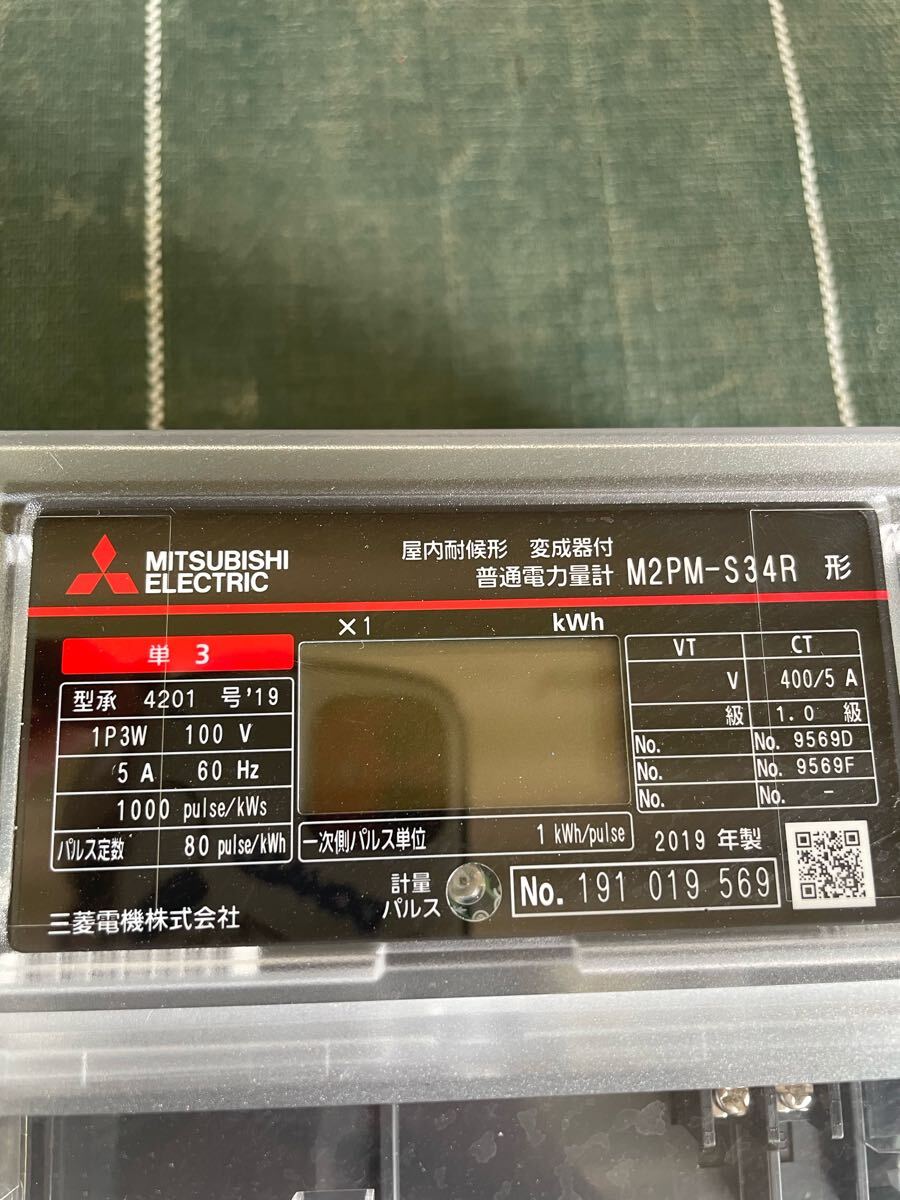 MITSUBISHI
ELECTRIC
屋内耐候形 変成器付
普通電力量計 M2PM-S34R 形
単 3
×1 kWh
型承 4201 号'19
1P3W 100 V
5 A 60 Hz
1000 pulse/kWs
パルス定数 80 pulse/kWh
VT CT
V 400/5 A
級 1.0 級
No. No. 9569D
No. No. 9569F
No. No. -
一次側パルス単位 1 kWh/pulse
2019 年製
計量
パルス
No. 191 019 569
三菱電機株式会社